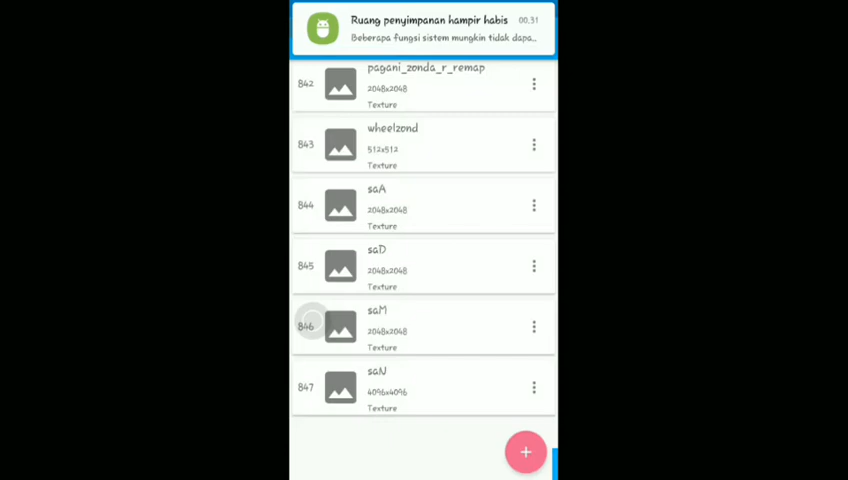 Ruang penyimpanan hampir habis 00.31
Beberapa fungsi sistem mungkin tidak dapa...
pagani_zonda_r_remap
842
2048x2048
Texture
wheelzond
843
512x512
Texture
saA
844
2048x2048
Texture
saD
845
2048x2048
Texture
saM
846
2048x2048
Texture
saN
847
4096x4096
Texture
+